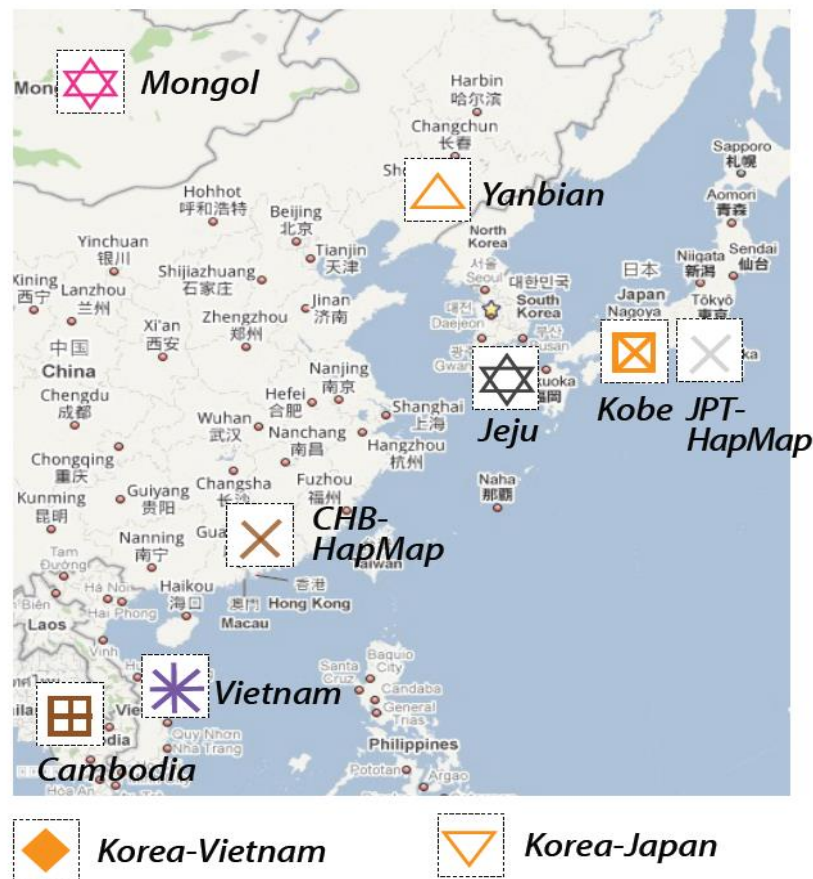 Mongol
Harbin
哈尔滨
Changchun
长春
Sapporo
札幌
Yanbian
Hohhot
呼和浩特
Aomori
青森
Beijing
北京
North
Korea
Yinchuan
银川
Tianjin
天津
서울
Seoul
대한민국
日本
Niigata
新潟
Sendai
仙台
Xining
西宁
Lanzhou
兰州
Shijiazhuang
石家庄
Jinan
济南
대전
Daejeon
South
Korea
Japan
Nagoya
Tōkyō
東京
中国
China
Xi'an
西安
Zhengzhou
郑州
Nanjing
南京
Chengdu
成都
Hefei
合肥
Wuhan
武汉
Shanghai
上海
Jeju
Kobe
JPT-
HapMap
Chongqing
重庆
Nanchang
南昌
Hangzhou
杭州
Kunming
昆明
Guiyang
贵阳
Changsha
长沙
Fuzhou
福州
Naha
那覇
Nanning
南宁
CHB-
HapMap
Taiwan
Tam
Đường
Hà Nội
Hai Phong
Haikou
海口
香港
澳門
Hong Kong
Macau
Laos
Vinh
Baguio
City
Santa
Cruz
Candaba
General
Trias
Vietnam
Quy Nhơn
Nha Trang
Philippines
Cambodia
Pototan
Argao
Korea-Vietnam
Korea-Japan